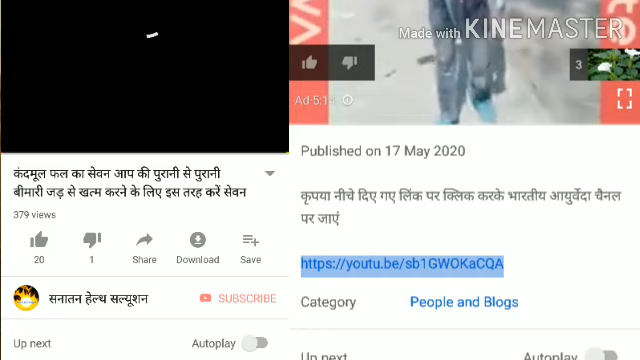 कंदमूल फल का सेवन आप की पुरानी से पुरानी
बीमारी जड़ से खत्म करने के लिए इस तरह करें सेवन
379 views
20
1
Share
Download
Save
सनातन हेल्थ सल्यूशन
SUBSCRIBE
Up next
Autoplay
Made with KINEMASTER
3
Ad 5:1
Published on 17 May 2020
कृपया नीचे दिए गए लिंक पर क्लिक करके भारतीय आयुर्वेदा चैनल
पर जाएं
https://youtu.be/sb1GWOKaCQA
Category
People and Blogs
Up next
Autoplay